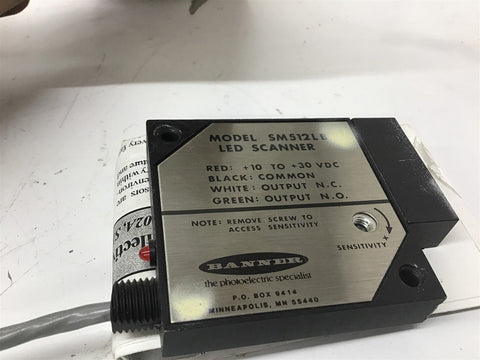 MODEL SM512LB
LED SCANNER
RED: +10 TO +30 VDC
BLACK: COMMON
WHITE: OUTPUT N.C.
GREEN: OUTPUT N.O.
NOTE: REMOVE SCREW TO
ACCESS SENSITIVITY
SENSITIVITY +
BANNER
the photoelectric specialist
P.O. BOX 9414
MINNEAPOLIS, MN 55440